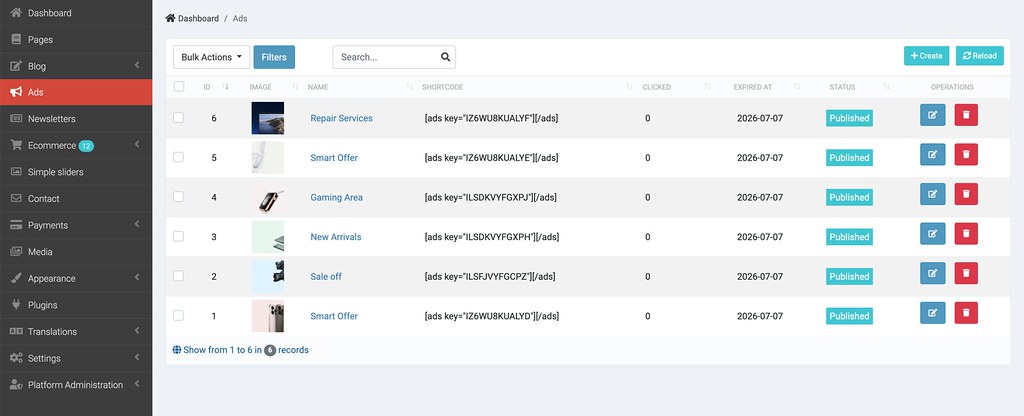 Dashboard
Pages
Blog
Ads
Newsletters
Ecommerce 12
Simple sliders
Contact
Payments
Media
Appearance
Plugins
Translations
Settings
Platform Administration
Dashboard / Ads
Bulk Actions Filters Search... Create Reload
ID IMAGE NAME SHORTCODE CLICKED EXPIRED AT STATUS OPERATIONS
6 Repair Services [ads key="IZ6WU8KUALYF"][/ads] 0 2026-07-07 Published
5 Smart Offer [ads key="IZ6WU8KUALYE"][/ads] 0 2026-07-07 Published
4 Gaming Area [ads key="ILSDKVYFGXPJ"][/ads] 0 2026-07-07 Published
3 New Arrivals [ads key="ILSDKVYFGXPH"][/ads] 0 2026-07-07 Published
2 Sale off [ads key="ILSFJVYFGCPZ"][/ads] 0 2026-07-07 Published
1 Smart Offer [ads key="IZ6WU8KUALYD"][/ads] 0 2026-07-07 Published
Show from 1 to 6 in 6 records